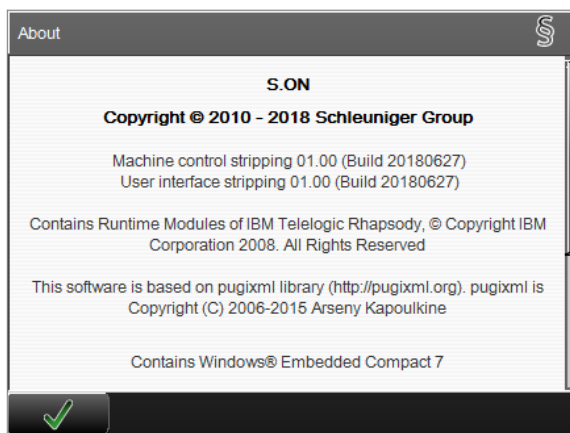 About
§
S.ON
Copyright © 2010 - 2018 Schleuniger Group
Machine control stripping 01.00 (Build 20180627)
User interface stripping 01.00 (Build 20180627)
Contains Runtime Modules of IBM Telelogic Rhapsody, © Copyright IBM
Corporation 2008. All Rights Reserved
This software is based on pugixml library (http://pugixml.org). pugixml is
Copyright (C) 2006-2015 Arseny Kapoulkine
Contains Windows® Embedded Compact 7